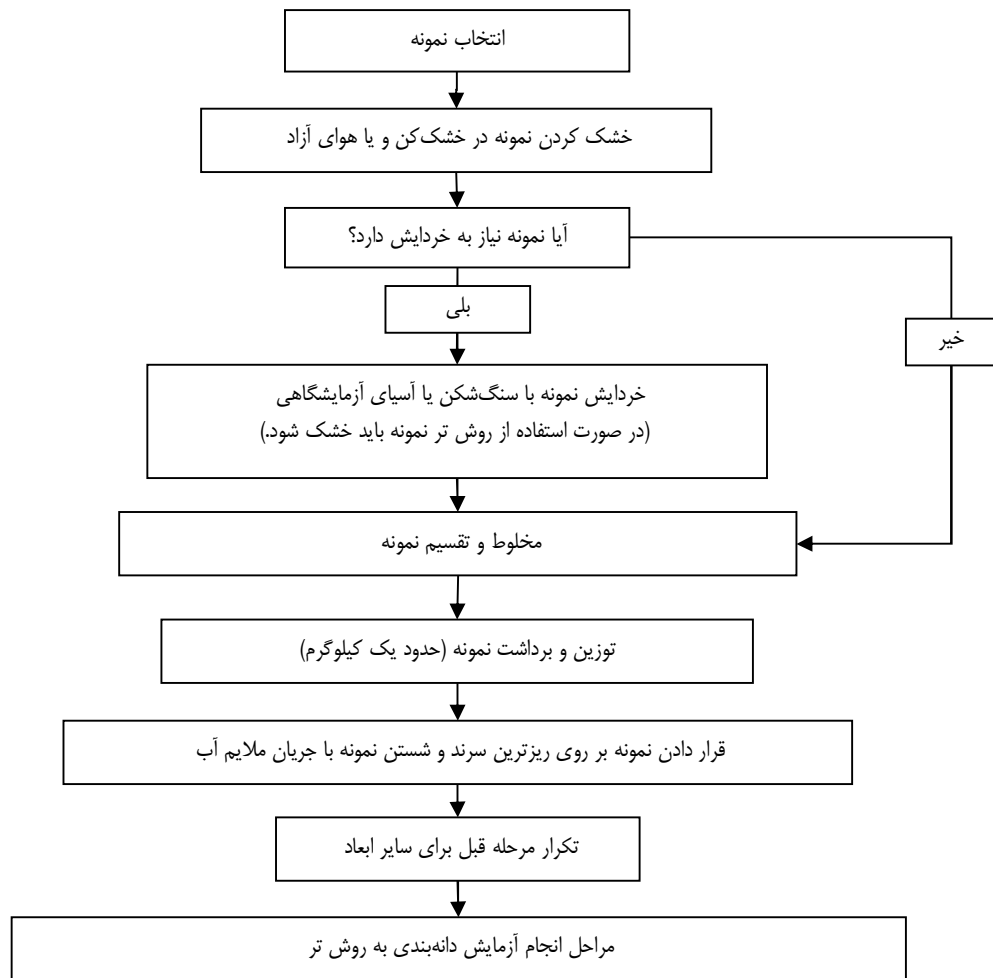 انتخاب نمونه
خشک کردن نمونه در خشک‌کن و یا هوای آزاد
آیا نمونه نیاز به خردایش دارد؟
بلی
خیر
خردایش نمونه با سنگ‌شکن یا آسیای آزمایشگاهی
(در صورت استفاده از روش تر نمونه باید خشک شود.)
مخلوط و تقسیم نمونه
توزین و برداشت نمونه (حدود یک کیلوگرم)
قرار دادن نمونه بر روی ریزترین سرند و شستن نمونه با جریان ملایم آب
تکرار مرحله قبل برای سایر ابعاد
مراحل انجام آزمایش دانه‌بندی به روش تر